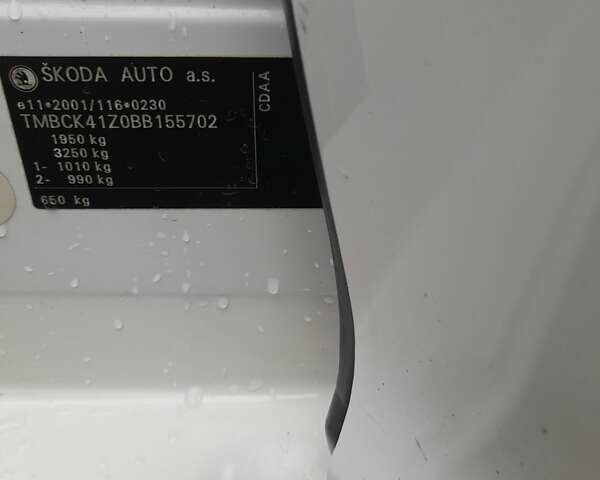 ŠKODA AUTO a.s.
e11*2001/116*0230
TMBCK41Z0BB155702
1950 kg
3250 kg
1- 1010 kg
2- 990 kg
650 kg
CDAA